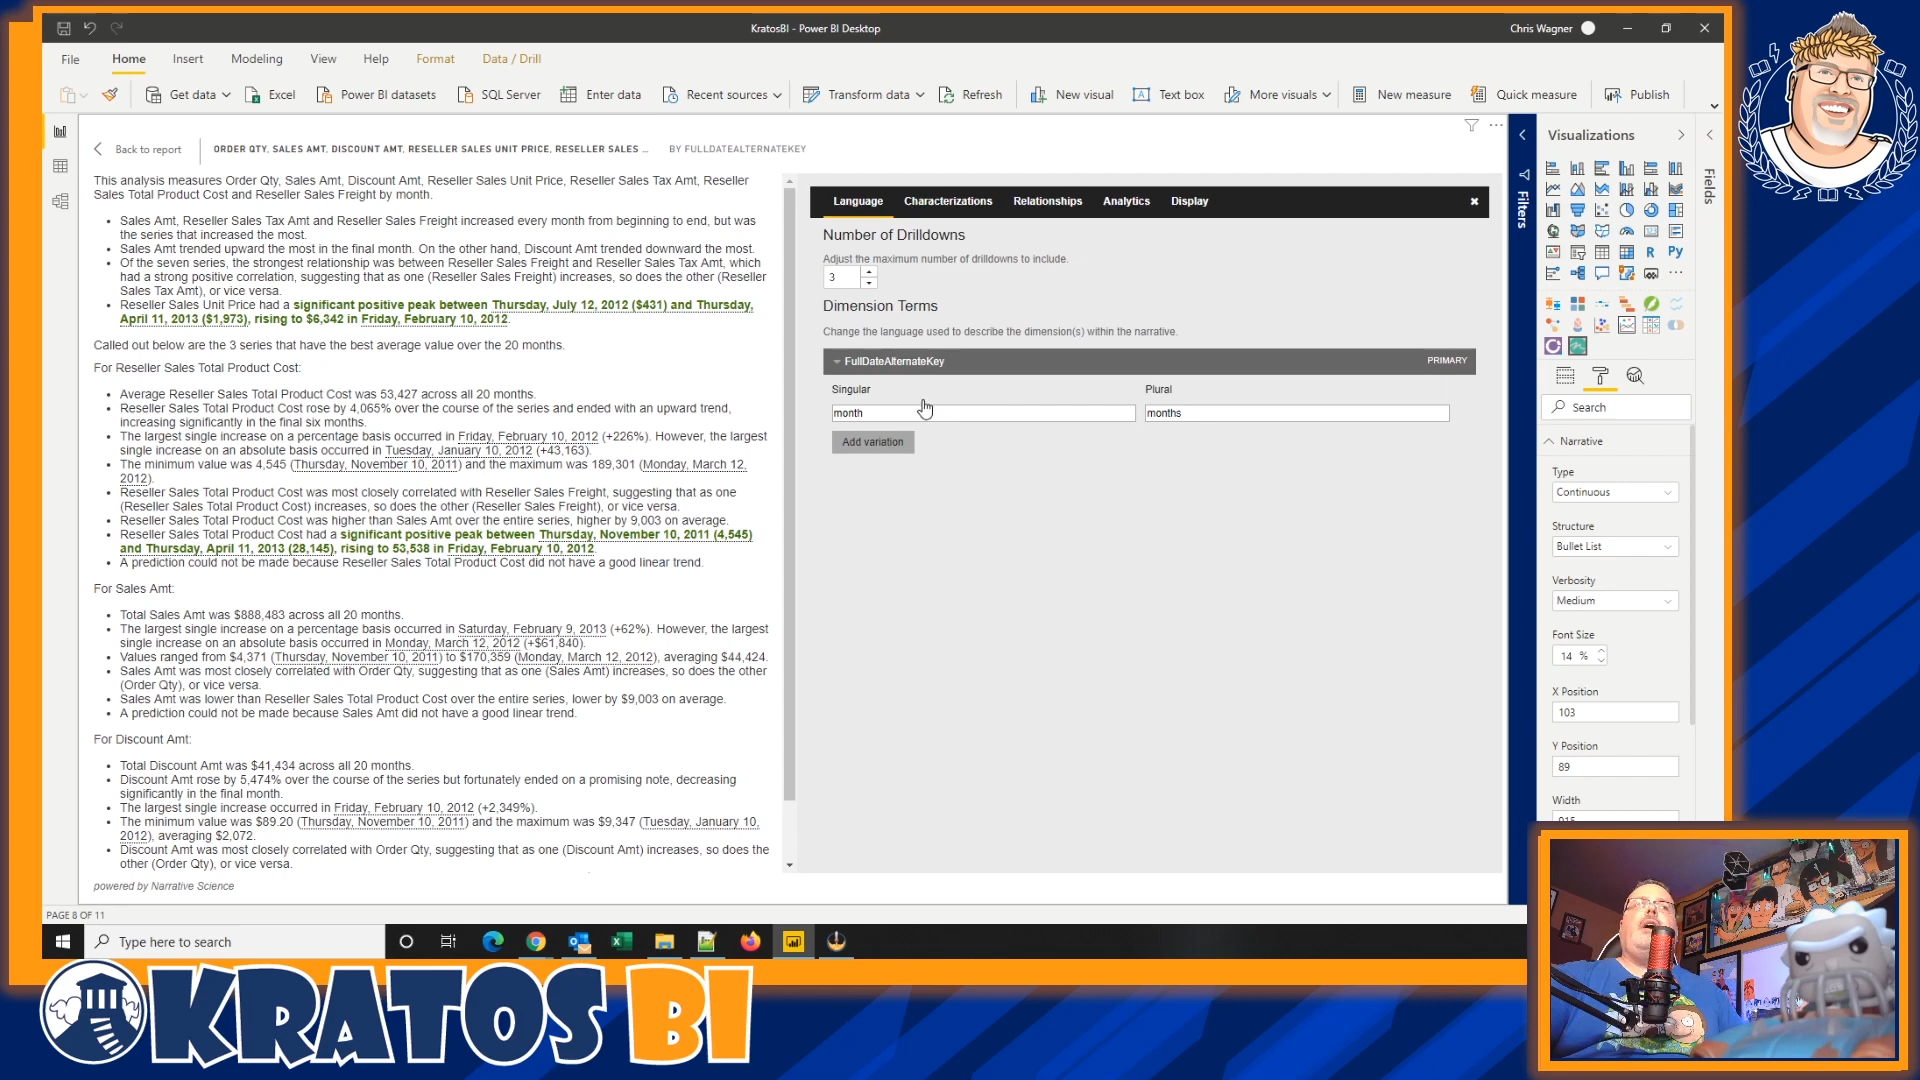 KratosBI - Power BI Desktop
Chris Wagner
File
Home
Insert
Modeling
View
Help
Format
Data / Drill
Get data
Excel
Power BI datasets
SQL Server
Enter data
Recent sources
Transform data
Refresh
New visual
Text box
More visuals
New measure
Quick measure
Publish
Back to report
ORDER QTY, SALES AMT, DISCOUNT AMT, RESELLER SALES UNIT PRICE, RESELLER SALES ...
BY FULLDATEALTERNATEKEY
This analysis measures Order Qty, Sales Amt, Discount Amt, Reseller Sales Unit Price, Reseller Sales Tax Amt, Reseller
Sales Total Product Cost and Reseller Sales Freight by month.
• Sales Amt, Reseller Sales Tax Amt and Reseller Sales Freight increased every month from beginning to end, but was
the series that increased the most.
• Sales Amt trended upward the most in the final month. On the other hand, Discount Amt trended downward the most.
• Of the seven series, the strongest relationship was between Reseller Sales Freight and Reseller Sales Tax Amt, which
had a strong positive correlation, suggesting that as one (Reseller Sales Freight) increases, so does the other (Reseller
Sales Tax Amt), or vice versa.
• Reseller Sales Unit Price had a significant positive peak between Thursday, July 12, 2012 ($431) and Thursday,
April 11, 2013 ($1,973), rising to $6,342 in Friday, February 10, 2012.
Called out below are the 3 series that have the best average value over the 20 months.
For Reseller Sales Total Product Cost:
• Average Reseller Sales Total Product Cost was 53,427 across all 20 months.
• Reseller Sales Total Product Cost rose by 4,065% over the course of the series and ended with an upward trend,
increasing significantly in the final six months.
• The largest single increase on a percentage basis occurred in Friday, February 10, 2012 (+226%). However, the largest
single increase on an absolute basis occurred in Tuesday, January 10, 2012 (+43,163).
• The minimum value was 4,545 (Thursday, November 10, 2011) and the maximum was 189,301 (Monday, March 12,
2012).
• Reseller Sales Total Product Cost was most closely correlated with Reseller Sales Freight, suggesting that as one
(Reseller Sales Total Product Cost) increases, so does the other (Reseller Sales Freight), or vice versa.
• Reseller Sales Total Product Cost was higher than Sales Amt over the entire series, higher by 9,003 on average.
• Reseller Sales Total Product Cost had a significant positive peak between Thursday, November 10, 2011 (4,545)
and Thursday, April 11, 2013 (28,145), rising to 53,538 in Friday, February 10, 2012.
• A prediction could not be made because Reseller Sales Total Product Cost did not have a good linear trend.
For Sales Amt:
• Total Sales Amt was $888,483 across all 20 months.
• The largest single increase on a percentage basis occurred in Saturday, February 9, 2013 (+62%). However, the largest
single increase on an absolute basis occurred in Monday, March 12, 2012 (+$61,840).
• Values ranged from $4,371 (Thursday, November 10, 2011) to $170,359 (Monday, March 12, 2012), averaging $44,424.
• Sales Amt was most closely correlated with Order Qty, suggesting that as one (Sales Amt) increases, so does the other
(Order Qty), or vice versa.
• Sales Amt was lower than Reseller Sales Total Product Cost over the entire series, lower by $9,003 on average.
• A prediction could not be made because Sales Amt did not have a good linear trend.
For Discount Amt:
• Total Discount Amt was $41,434 across all 20 months.
• Discount Amt rose by 5,474% over the course of the series but fortunately ended on a promising note, decreasing
significantly in the final month.
• The largest single increase occurred in Friday, February 10, 2012 (+2,349%).
• The minimum value was $89.20 (Thursday, November 10, 2011) and the maximum was $9,347 (Tuesday, January 10,
2012), averaging $2,072.
• Discount Amt was most closely correlated with Order Qty, suggesting that as one (Discount Amt) increases, so does the
other (Order Qty), or vice versa.
powered by Narrative Science
Language
Characterizations
Relationships
Analytics
Display
Number of Drilldowns
Adjust the maximum number of drilldowns to include.
3
Dimension Terms
Change the language used to describe the dimension(s) within the narrative.
FullDateAlternateKey
PRIMARY
Singular
Plural
month
months
Add variation
Filters
Visualizations
R
Py
Search
Narrative
Type
Continuous
Structure
Bullet List
Verbosity
Medium
Font Size
14 %
X Position
103
Y Position
89
Width
Fields
PAGE 8 OF 11
Type here to search
KRATOS BI